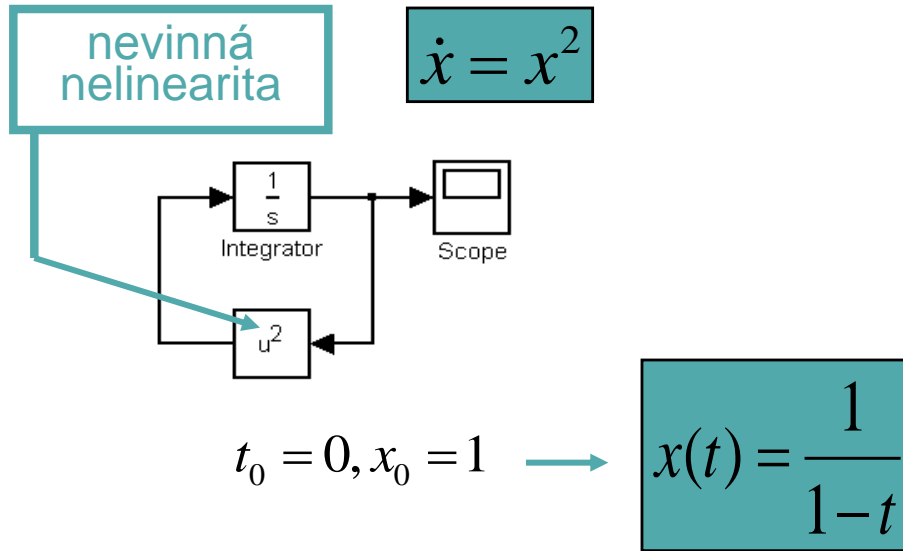 nevinná
nelinearita
ẋ = x²
1
s
Integrator
Scope
u²
t₀ = 0, x₀ = 1
x(t) = 1/(1−t)